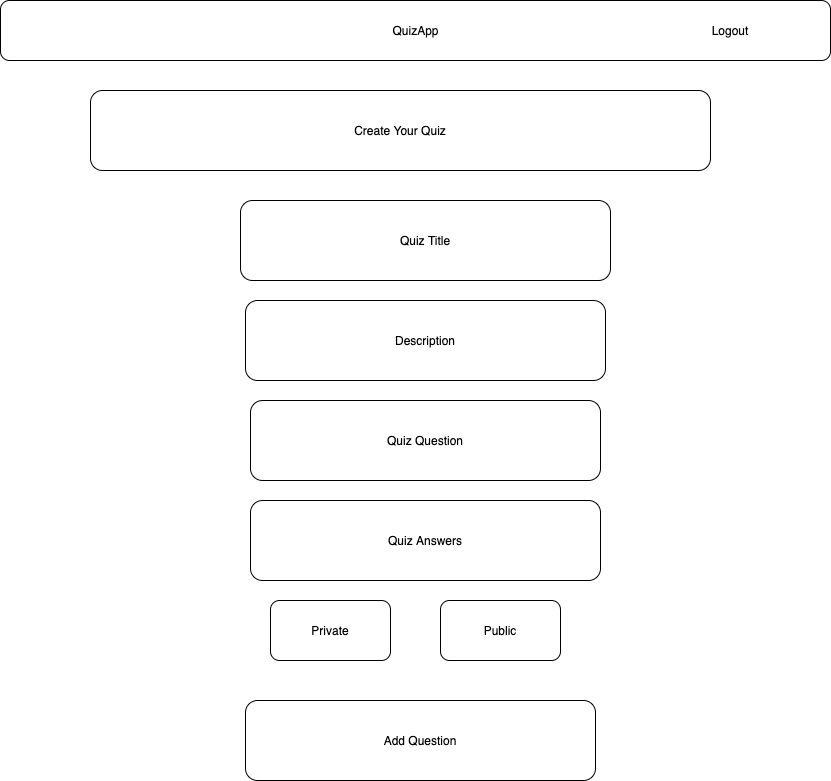 QuizApp Logout
Create Your Quiz
Quiz Title
Description
Quiz Question
Quiz Answers
Private Public
Add Question